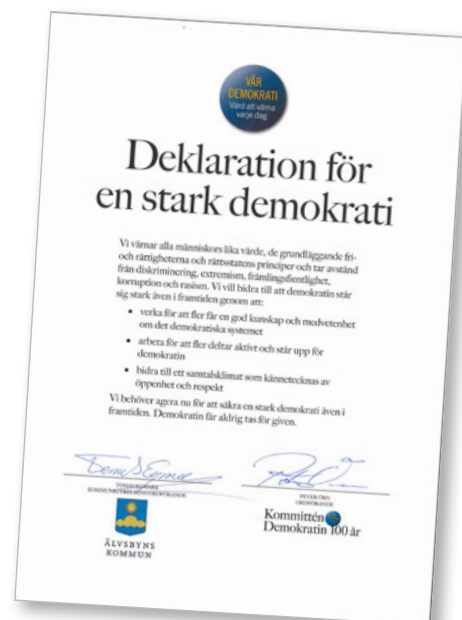 VÅR
DEMOKRATI
Värd att värna
varje dag
Deklaration för
en stark demokrati
Vi värnar alla människors lika värde, de grundläggande fri-
och rättigheterna och rättsstatens principer och tar avstånd
från diskriminering, extremism, främlingsfientlighet,
korruption och rasism. Vi vill bidra till att demokratin står
sig stark även i framtiden genom att:
• verka för att fler får en god kunskap och medvetenhet
om det demokratiska systemet
• arbeta för att fler deltar aktivt och står upp för
demokratin
• bidra till ett samtalsklimat som kännetecknas av
öppenhet och respekt
Vi behöver agera nu för att säkra en stark demokrati även i
framtiden. Demokratin får aldrig tas för given.
KOMMUNSTYRELSENS ORDFÖRANDE
PETER ÖRN
ORDFÖRANDE
ÄLVSBYNS
KOMMUN
Kommittén
Demokratin 100 år